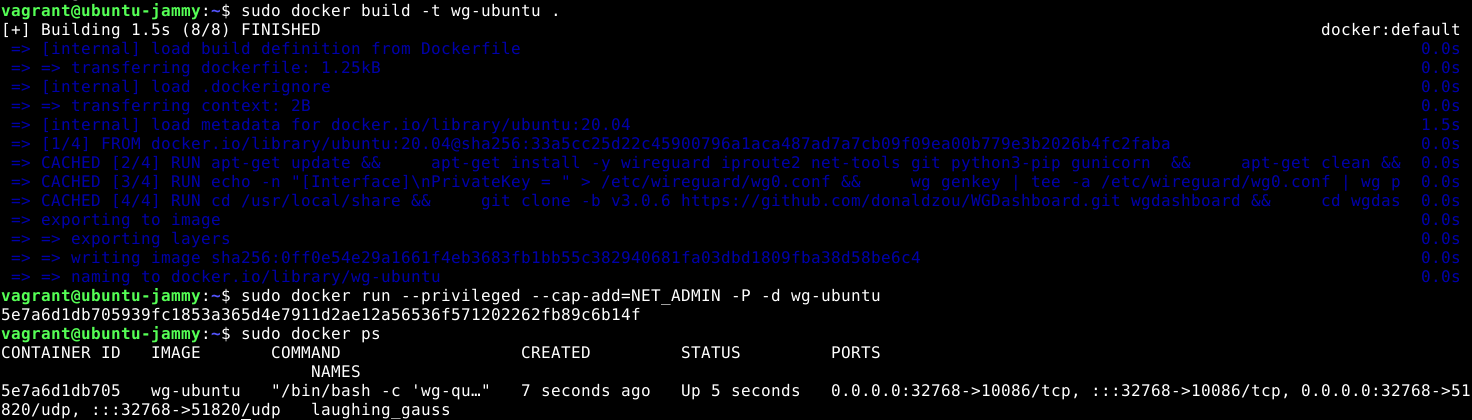 vagrant@ubuntu-jammy:~$ sudo docker build -t wg-ubuntu .
[+] Building 1.5s (8/8) FINISHED docker:default
=> [internal] load build definition from Dockerfile 0.0s
=> => transferring dockerfile: 1.25kB 0.0s
=> [internal] load .dockerignore 0.0s
=> => transferring context: 2B 0.0s
=> [internal] load metadata for docker.io/library/ubuntu:20.04 1.5s
=> [1/4] FROM docker.io/library/ubuntu:20.04@sha256:33a5cc25d22c45900796a1aca487ad7a7cb09f09ea00b779e3b2026b4fc2faba 0.0s
=> CACHED [2/4] RUN apt-get update &&     apt-get install -y wireguard iproute2 net-tools git python3-pip gunicorn  &&     apt-get clean && 0.0s
=> CACHED [3/4] RUN echo -n "[Interface]\nPrivateKey = " > /etc/wireguard/wg0.conf &&     wg genkey | tee -a /etc/wireguard/wg0.conf | wg p 0.0s
=> CACHED [4/4] RUN cd /usr/local/share &&     git clone -b v3.0.6 https://github.com/donaldzou/WGDashboard.git wgdashboard &&     cd wgdas 0.0s
=> exporting to image 0.0s
=> => exporting layers 0.0s
=> => writing image sha256:0ff0e54e29a1661f4eb3683fb1bb55c382940681fa03dbd1809fba38d58be6c4 0.0s
=> => naming to docker.io/library/wg-ubuntu 0.0s
vagrant@ubuntu-jammy:~$ sudo docker run --privileged --cap-add=NET_ADMIN -P -d wg-ubuntu
5e7a6d1db705939fc1853a365d4e7911d2ae12a56536f571202262fb89c6b14f
vagrant@ubuntu-jammy:~$ sudo docker ps
CONTAINER ID   IMAGE       COMMAND                  CREATED         STATUS         PORTS
NAMES
5e7a6d1db705   wg-ubuntu   "/bin/bash -c 'wg-qu…"   7 seconds ago   Up 5 seconds   0.0.0.0:32768->10086/tcp, :::32768->10086/tcp, 0.0.0.0:32768->51
820/udp, :::32768->51820/udp   laughing_gauss